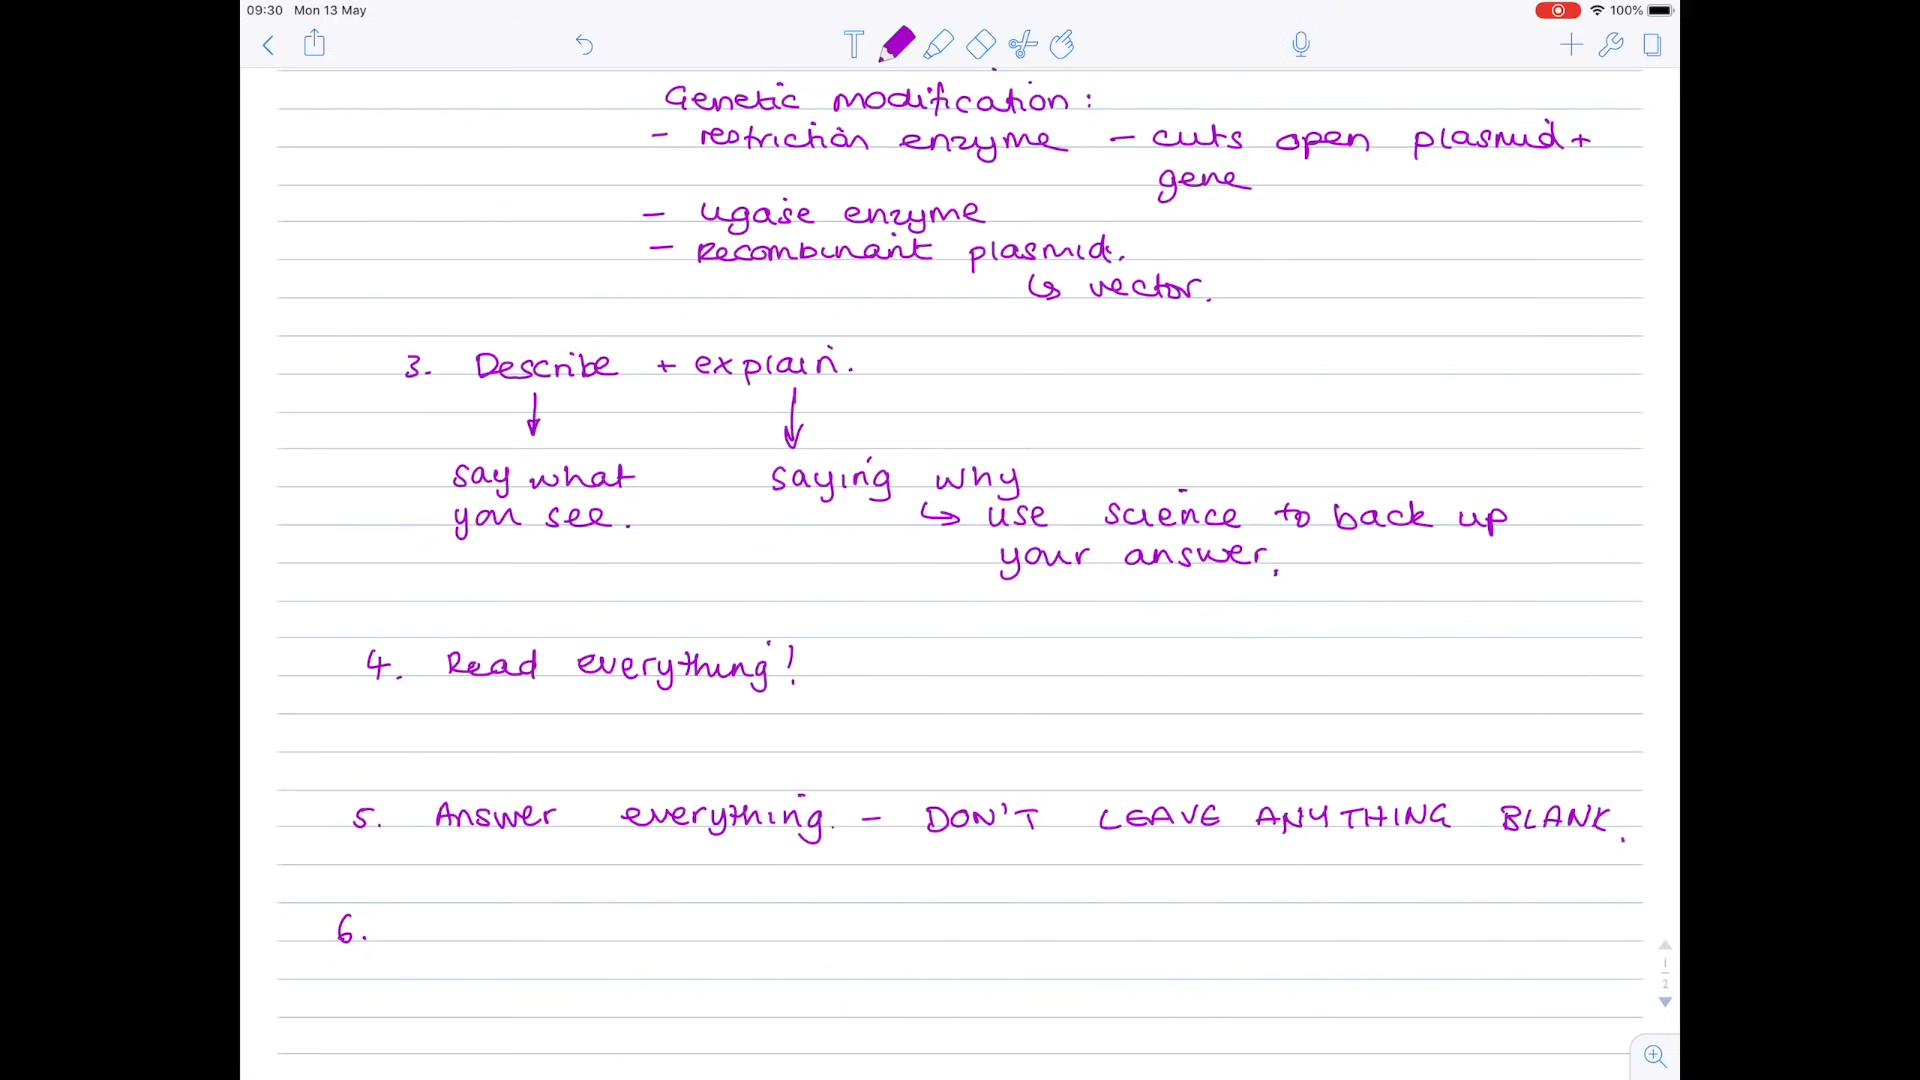 09:30 Mon 13 May 100%
Genetic modification:
- restriction enzyme - cuts open plasmid +
gene
- ligase enzyme
- recombinant plasmid.
↳ vector.
3. Describe + explain.
↓ ↓
say what saying why
you see. ↳ use science to back up
your answer.
4. Read everything!
5. Answer everything. - DON'T LEAVE ANYTHING BLANK.
6.
1
2